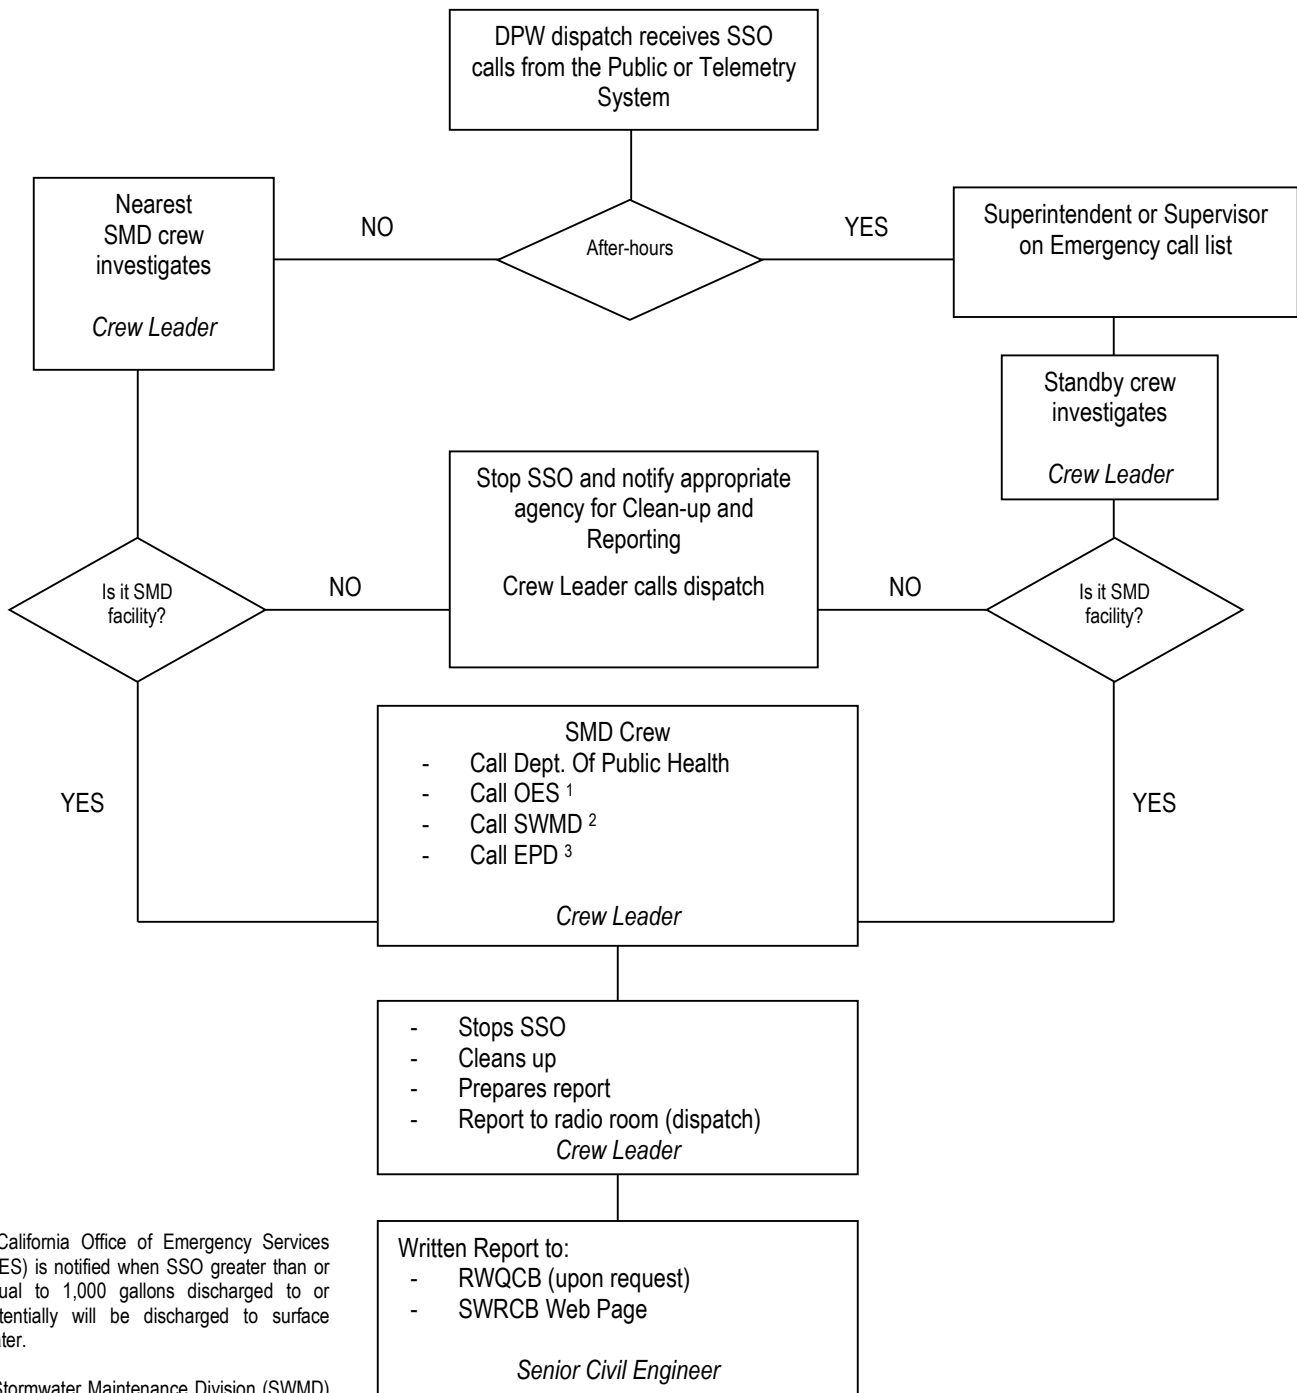 DPW dispatch receives SSO
calls from the Public or Telemetry
System
Nearest
SMD crew
investigates
Crew Leader
NO
After-hours
YES
Superintendent or Supervisor
on Emergency call list
Standby crew
investigates
Crew Leader
Stop SSO and notify appropriate
agency for Clean-up and
Reporting
Crew Leader calls dispatch
Is it SMD
facility?
NO
NO
Is it SMD
facility?
SMD Crew
- Call Dept. Of Public Health
- Call OES 1
- Call SWMD 2
- Call EPD 3
Crew Leader
YES
YES
- Stops SSO
- Cleans up
- Prepares report
- Report to radio room (dispatch)
Crew Leader
Written Report to:
- RWQCB (upon request)
- SWRCB Web Page
Senior Civil Engineer
California Office of Emergency Services
is notified when SSO greater than or
to 1,000 gallons discharged to or
will be discharged to surface
Stormwater Maintenance Division (SWMD)